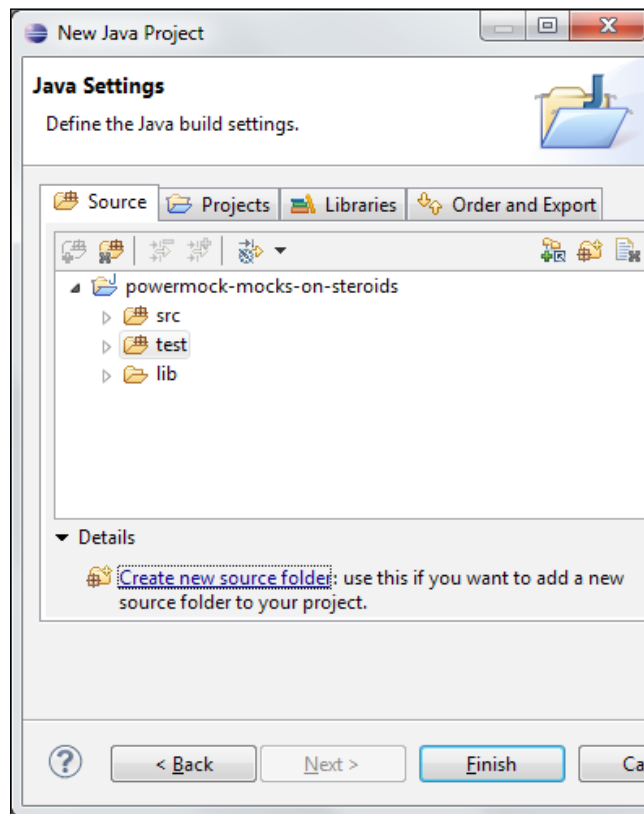 New Java Project
Java Settings
Define the Java build settings.
Source Projects Libraries Order and Export
powermock-mocks-on-steroids
src
test
lib
Details
Create new source folder: use this if you want to add a new
source folder to your project.
? < Back Next > Finish Ca